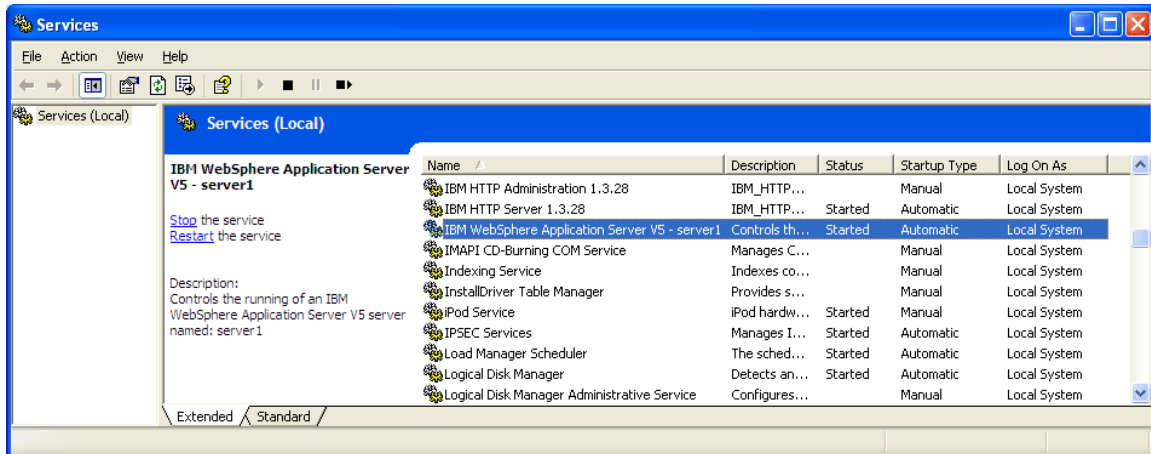 Services
File Action View Help
Services (Local)
Services (Local)
IBM WebSphere Application Server
V5 - server1
Stop the service
Restart the service
Description:
Controls the running of an IBM
WebSphere Application Server V5 server
named: server1
Name Description Status Startup Type Log On As
IBM HTTP Administration 1.3.28 IBM_HTTP... Manual Local System
IBM HTTP Server 1.3.28 IBM_HTTP... Started Automatic Local System
IBM WebSphere Application Server V5 - server1 Controls th... Started Automatic Local System
IMAPI CD-Burning COM Service Manages C... Manual Local System
Indexing Service Indexes co... Manual Local System
InstallDriver Table Manager Provides s... Manual Local System
iPod Service iPod hardw... Started Manual Local System
IPSEC Services Manages I... Started Automatic Local System
Load Manager Scheduler The sched... Started Automatic Local System
Logical Disk Manager Detects an... Started Automatic Local System
Logical Disk Manager Administrative Service Configures... Manual Local System
Extended Standard